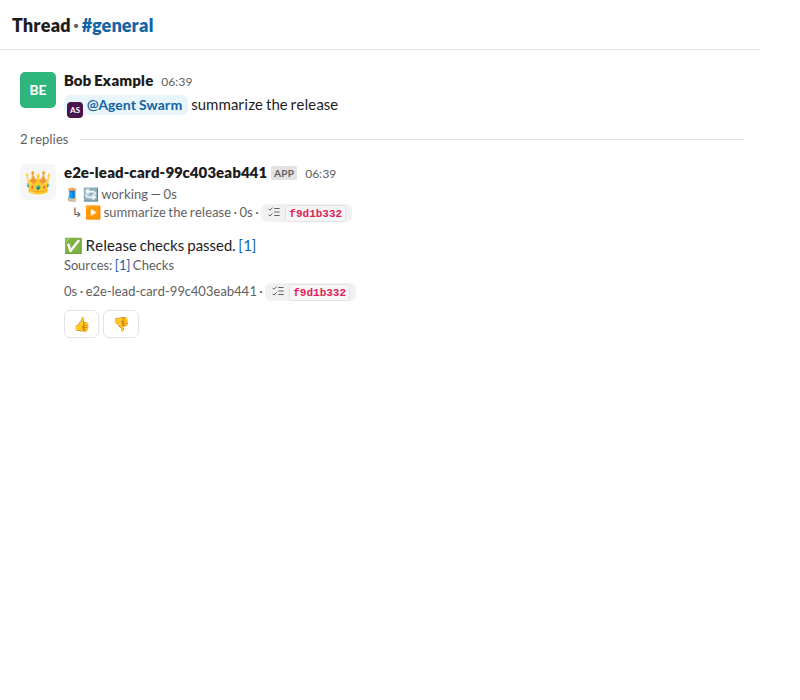 Thread • #general
BE
Bob Example 06:39
AS @Agent Swarm summarize the release
2 replies
e2e-lead-card-99c403eab441 APP 06:39
🧵 🔄 working — 0s
↳ ▶️ summarize the release · 0s · f9d1b332
✅ Release checks passed. [1]
Sources: [1] Checks
0s · e2e-lead-card-99c403eab441 · f9d1b332
👍 👎